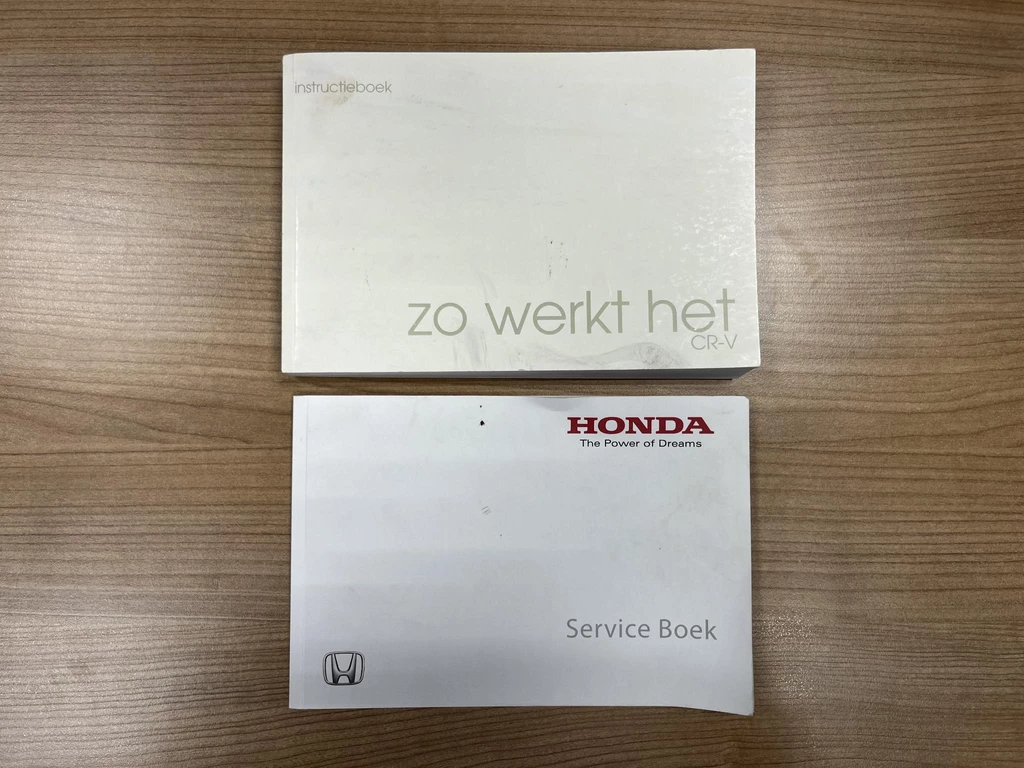 instructieboek
zo werkt het
CR-V
HONDA
The Power of Dreams
Service Boek